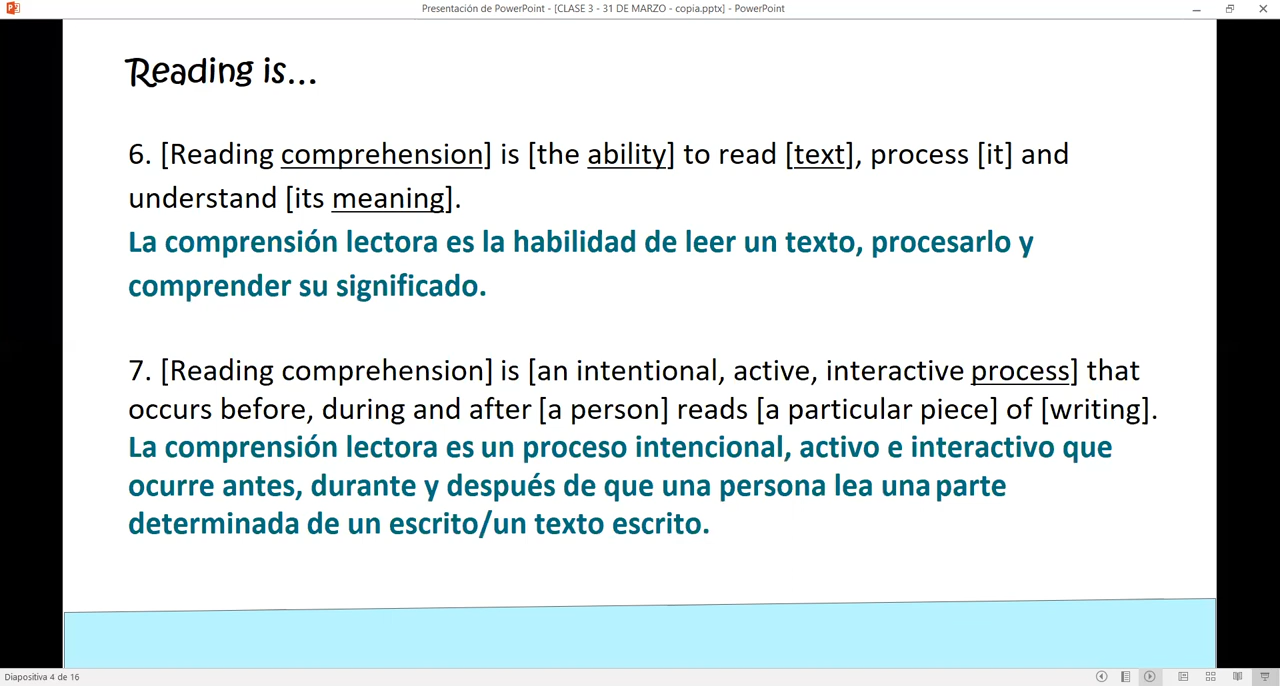 Presentación de PowerPoint - [CLASE 3 - 31 DE MARZO - copia.pptx] - PowerPoint
Reading is...
6. [Reading comprehension] is [the ability] to read [text], process [it] and
understand [its meaning].
La comprensión lectora es la habilidad de leer un texto, procesarlo y
comprender su significado.
7. [Reading comprehension] is [an intentional, active, interactive process] that
occurs before, during and after [a person] reads [a particular piece] of [writing].
La comprensión lectora es un proceso intencional, activo e interactivo que
ocurre antes, durante y después de que una persona lea una parte
determinada de un escrito/un texto escrito.
Diapositiva 4 de 16